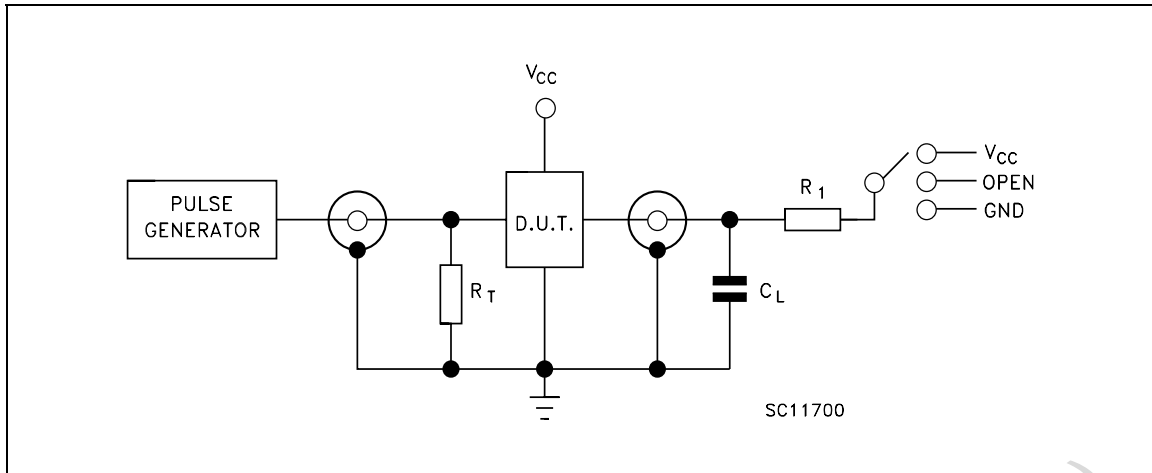 VCC
PULSE
GENERATOR
D.U.T.
RT
CL
R1
VCC
OPEN
GND
SC11700